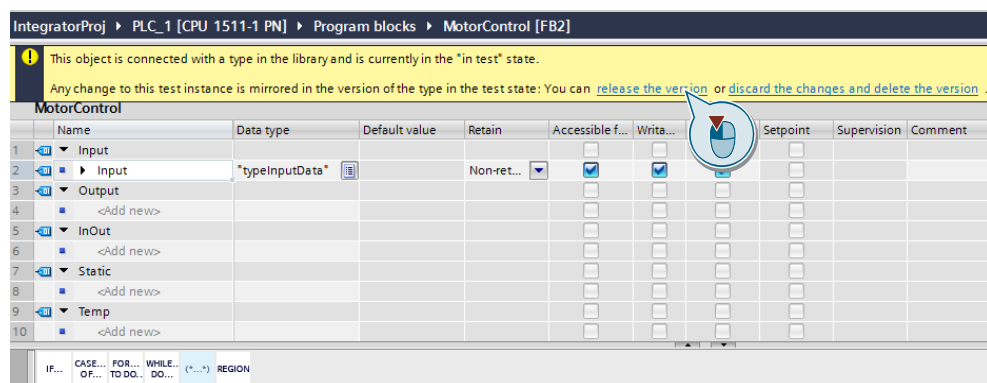 IntegratorProj ▸ PLC_1 [CPU 1511-1 PN] ▸ Program blocks ▸ MotorControl [FB2]
This object is connected with a type in the library and is currently in the "in test" state.
Any change to this test instance is mirrored in the version of the type in the test state: You can release the version or discard the changes and delete the version .
MotorControl
Name Data type Default value Retain Accessible f... Writa... Setpoint Supervision Comment
1 Input
2 Input "typeInputData" Non-ret...
3 Output
4 <Add new>
5 InOut
6 <Add new>
7 Static
8 <Add new>
9 Temp
10 <Add new>
IF... CASE... FOR... WHILE.. (*...*) REGION
OF... TO DO.. DO...